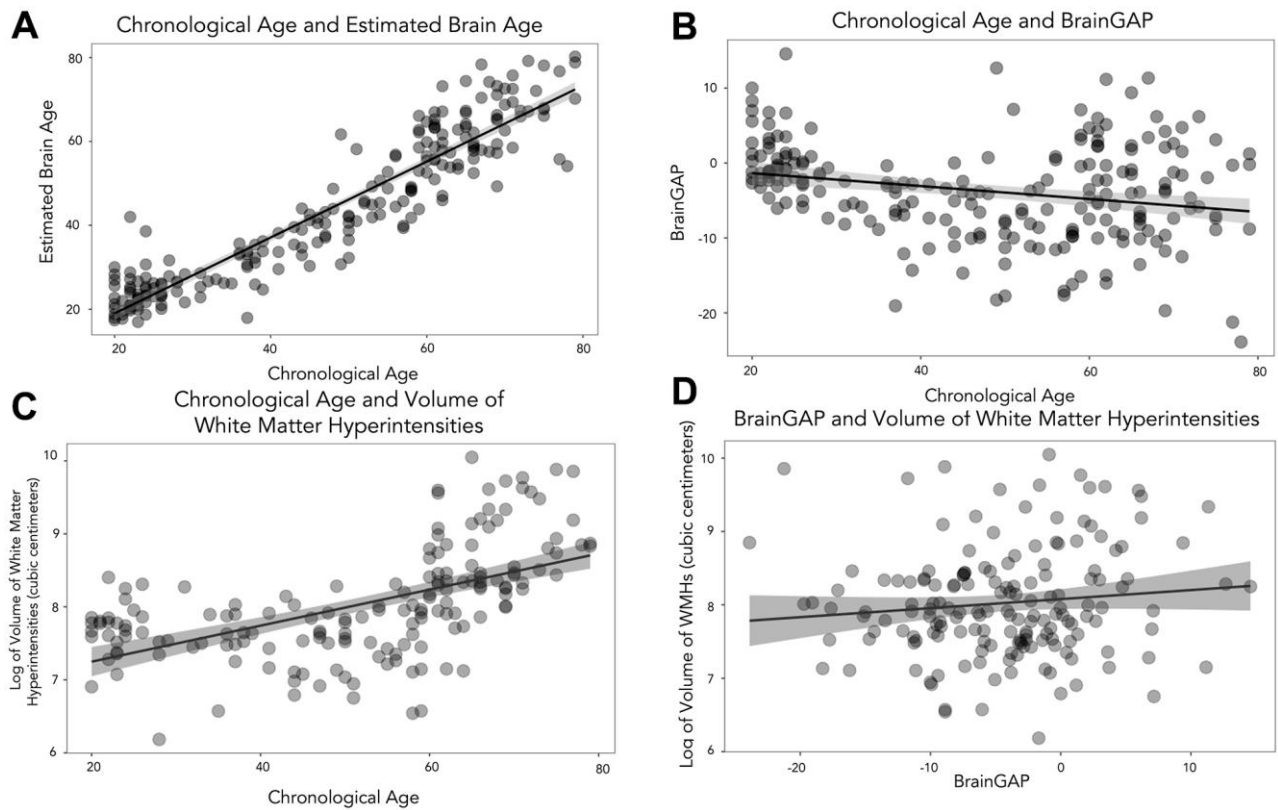 A
Chronological Age and Estimated Brain Age
Estimated Brain Age
80
60
40
20
20
40
60
80
Chronological Age
B
Chronological Age and BrainGAP
BrainGAP
10
0
-10
-20
20
40
60
80
Chronological Age
C
Chronological Age and Volume of
White Matter Hyperintensities
Log of Volume of White Matter
Hyperintensities (cubic centimeters)
10
9
8
7
6
20
40
60
80
Chronological Age
D
BrainGAP and Volume of White Matter Hyperintensities
Log of Volume of WMHs (cubic centimeters)
10
9
8
7
6
-20
-10
0
10
BrainGAP